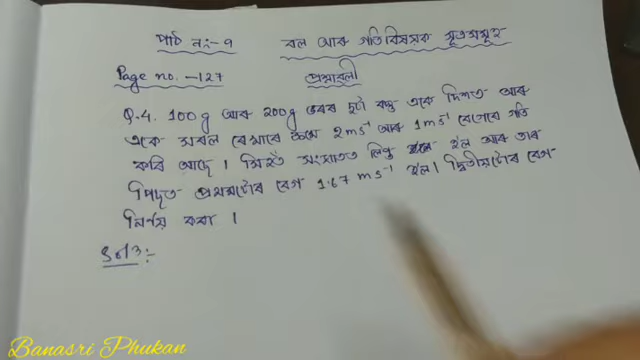 পাঠ নং:- ৭ বল আৰু গতিবিষয়ক সূত্ৰসমূহ
Page no. -127 প্ৰশ্নাৱলী
Q.4. 100g আৰু 200g ভৰৰ দুটা বস্তু একে দিশত আৰু
একে সৰল ৰেখাৰে ক্ৰমে 2ms⁻¹ আৰু 1ms⁻¹ বেগেৰে গতি
কৰি আছে। সিহঁত সংঘাতত লিপ্ত হ'ল আৰু তাৰ
পিছত প্ৰথমটোৰ বেগ 1.67 ms⁻¹ হ'ল। দ্বিতীয়টোৰ বেগ
নিৰ্ণয় কৰা।
Solⁿ:-
Banasri Phukan